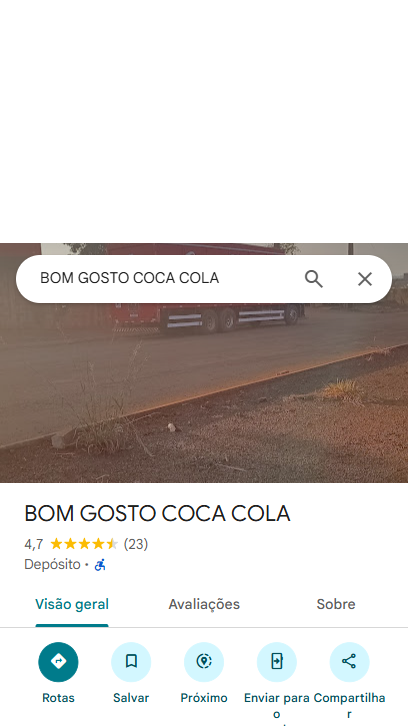 BOM GOSTO COCA COLA
BOM GOSTO COCA COLA
4,7 (23)
Depósito ·
Visão geral Avaliações Sobre
Rotas Salvar Próximo Enviar para o Compartilhar